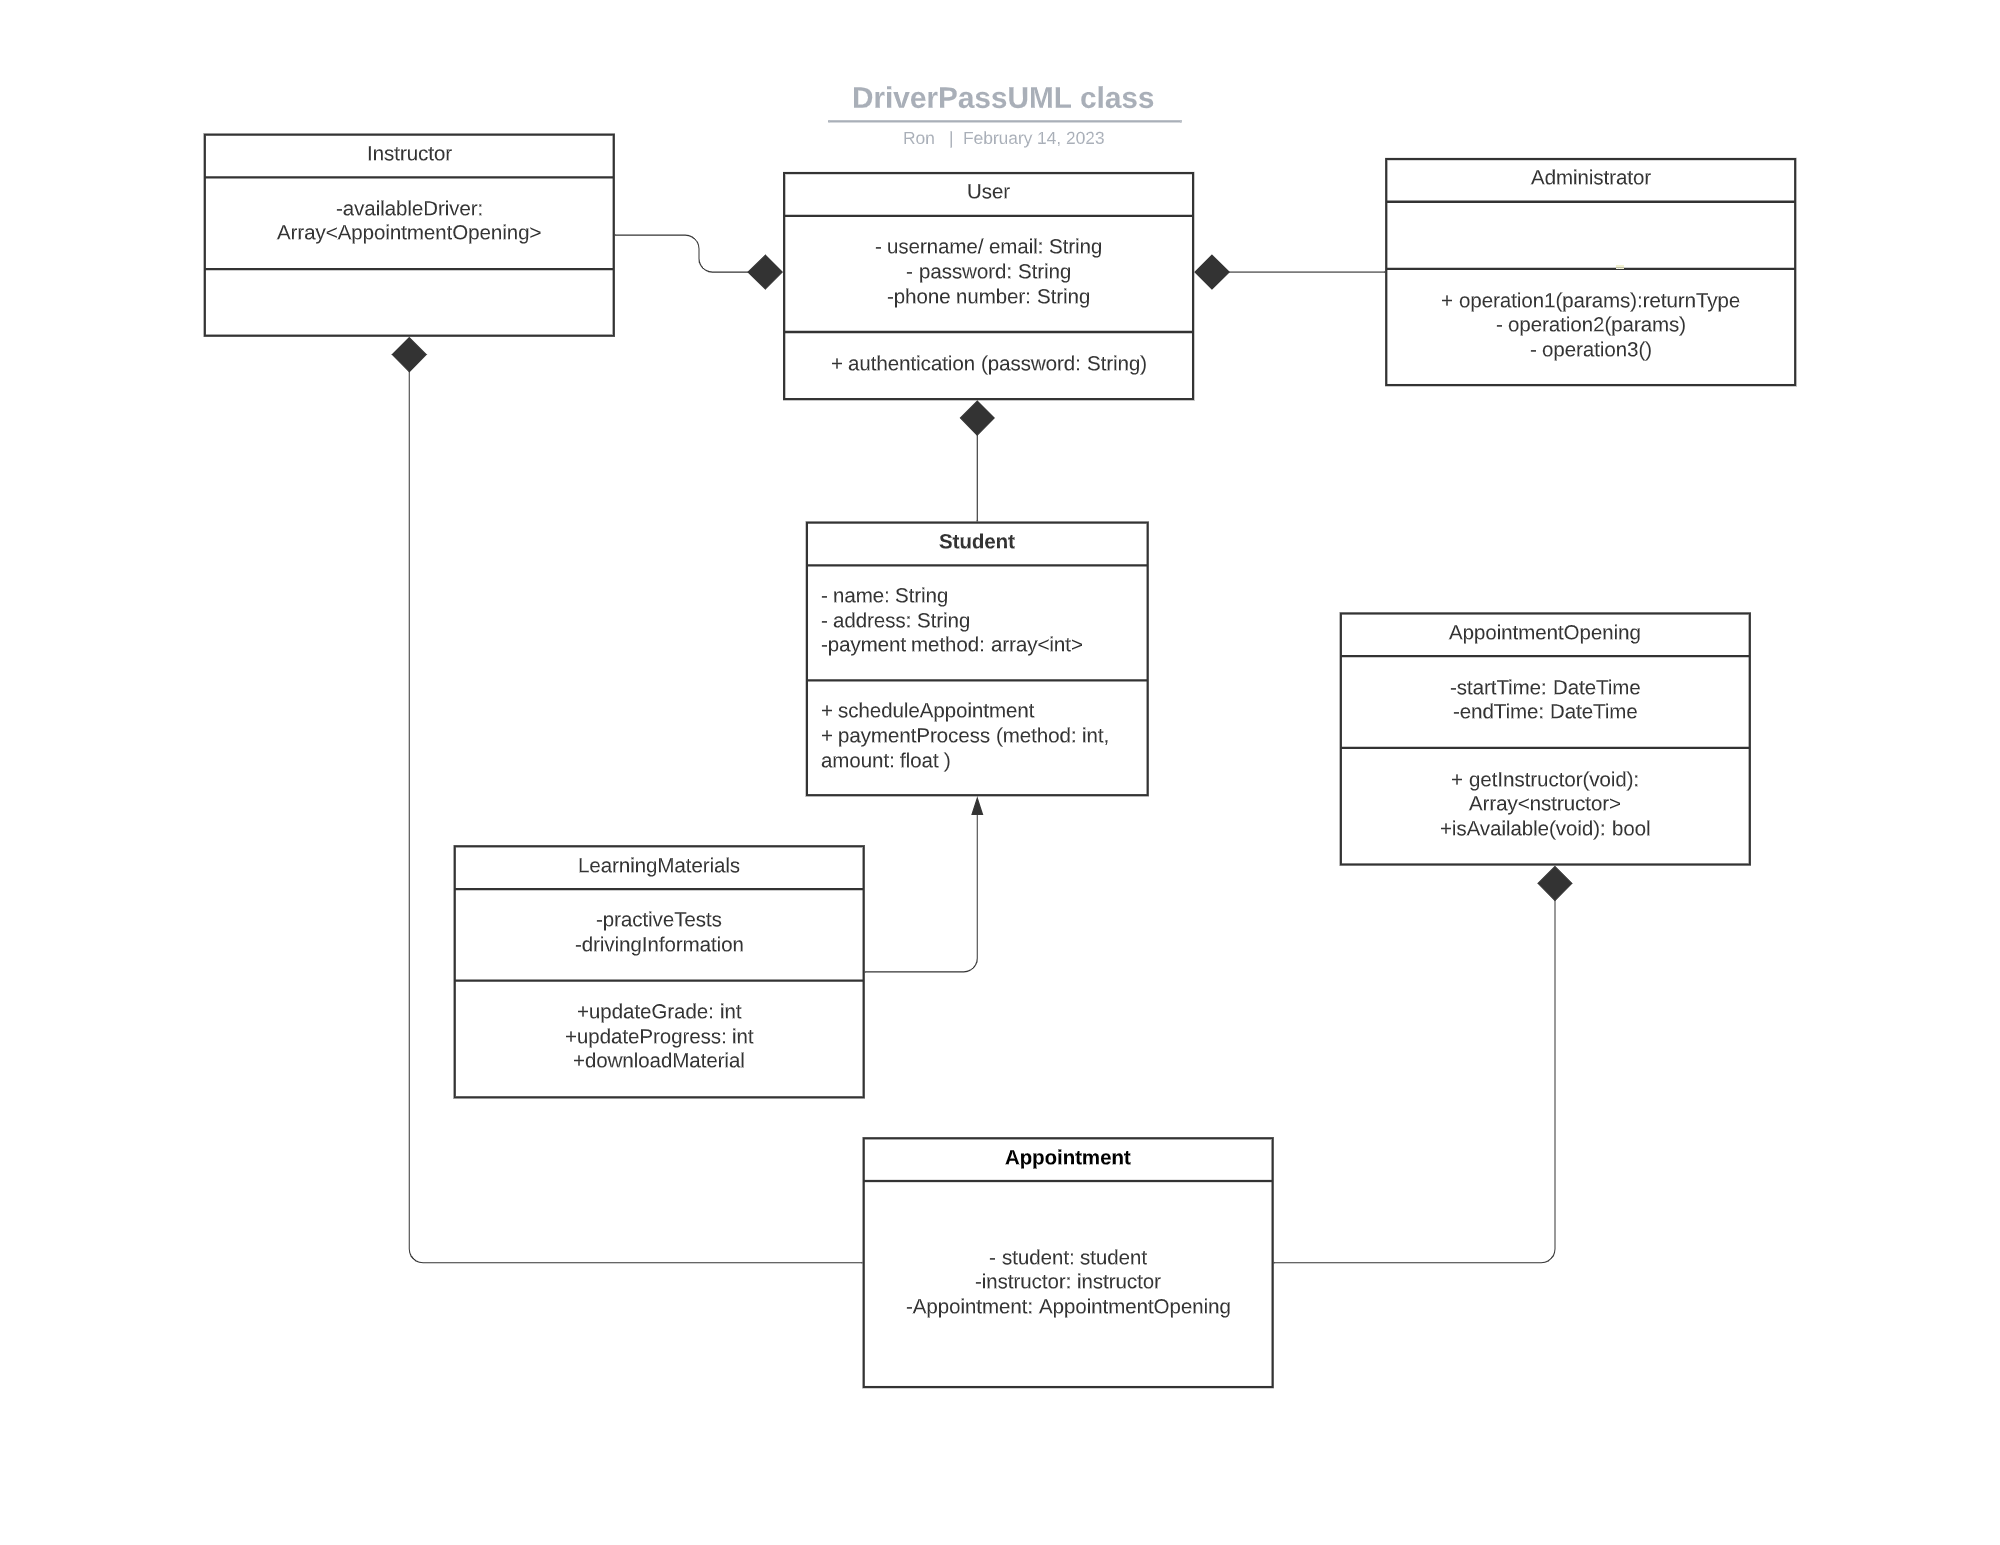 DriverPassUML class
Ron | February 14, 2023
Instructor
-availableDriver:
Array<AppointmentOpening>
User
- username/ email: String
- password: String
-phone number: String
+ authentication (password: String)
Administrator
+ operation1(params):returnType
- operation2(params)
- operation3()
Student
- name: String
- address: String
-payment method: array<int>
+ scheduleAppointment
+ paymentProcess (method: int,
amount: float )
AppointmentOpening
-startTime: DateTime
-endTime: DateTime
+ getInstructor(void):
Array<nstructor>
+isAvailable(void): bool
LearningMaterials
-practiveTests
-drivingInformation
+updateGrade: int
+updateProgress: int
+downloadMaterial
Appointment
- student: student
-instructor: instructor
-Appointment: AppointmentOpening